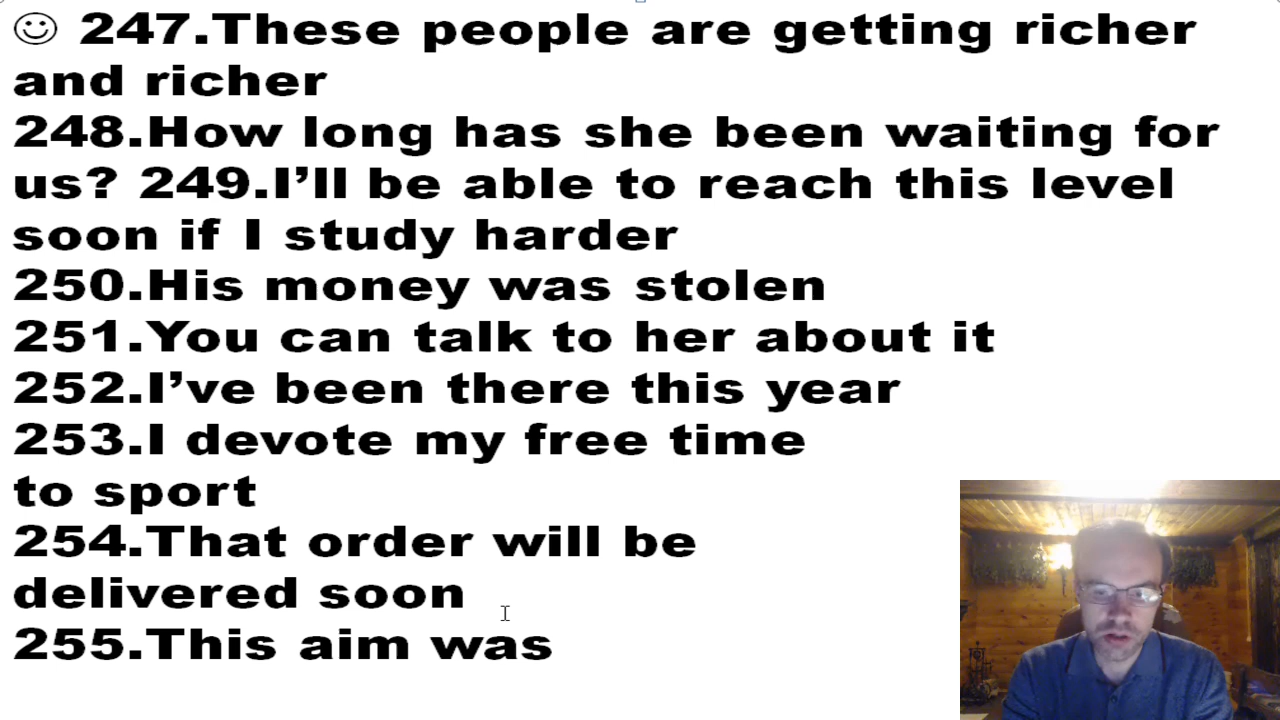 ☺ 247.These people are getting richer
and richer
248.How long has she been waiting for
us? 249.I’ll be able to reach this level
soon if I study harder
250.His money was stolen
251.You can talk to her about it
252.I’ve been there this year
253.I devote my free time
to sport
254.That order will be
delivered soon
255.This aim was